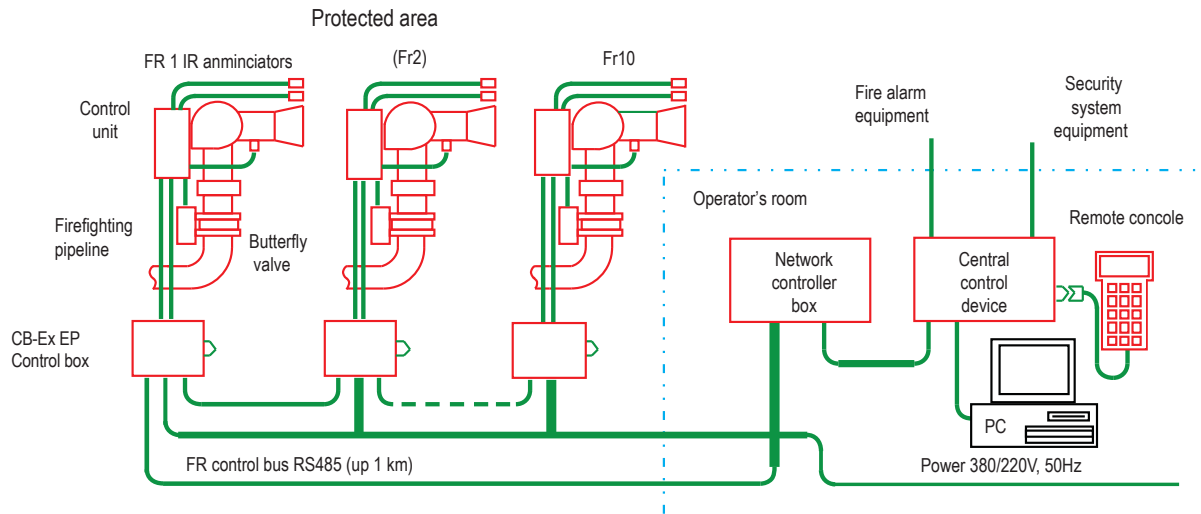 Protected area
FR 1 IR anminciators
(Fr2)
Fr10
Control
unit
Fire alarm
equipment
Security
system
equipment
Operator's room
Remote concole
Firefighting
pipeline
Butterfly
valve
Network
controller
box
Central
control
device
CB-Ex EP
Control box
PC
FR control bus RS485 (up 1 km)
Power 380/220V, 50Hz